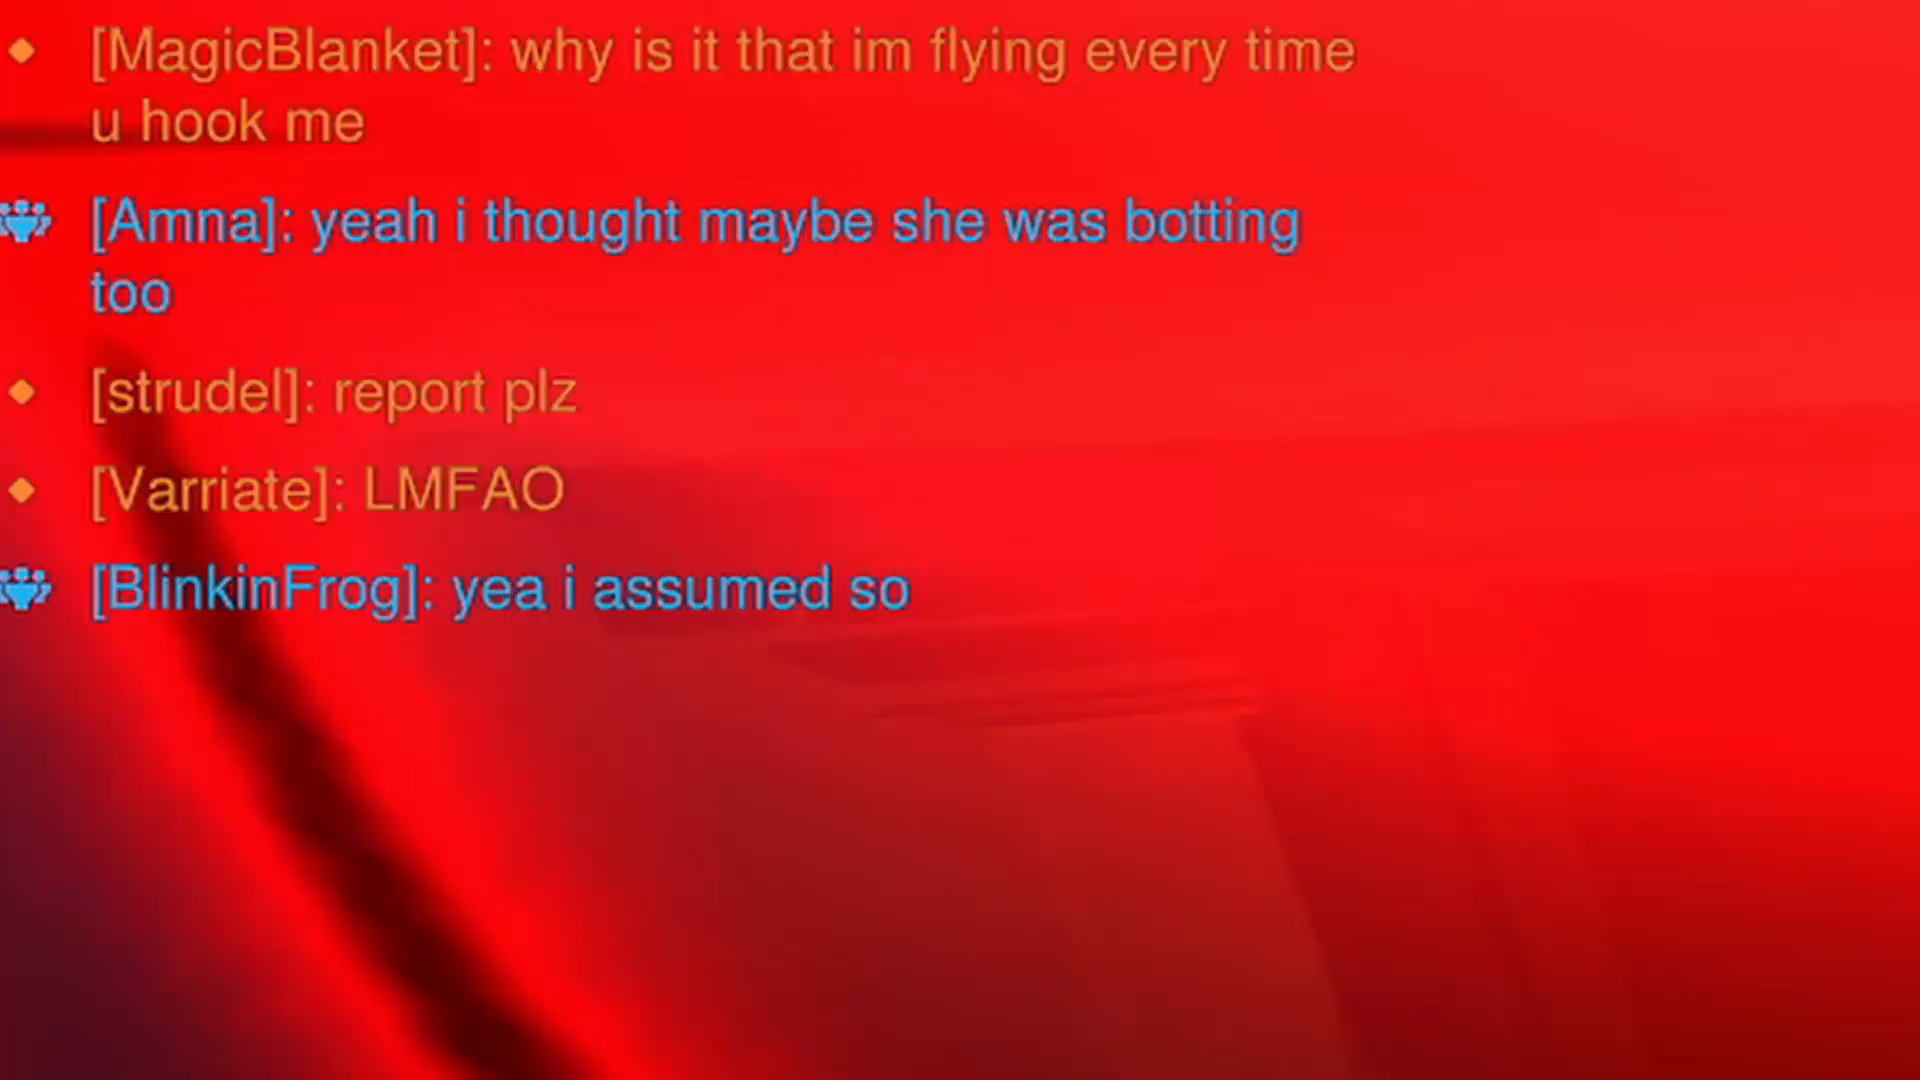 [MagicBlanket]: why is it that im flying every time
u hook me
[Amna]: yeah i thought maybe she was botting
too
[strudel]: report plz
[Varriate]: LMFAO
[BlinkinFrog]: yea i assumed so